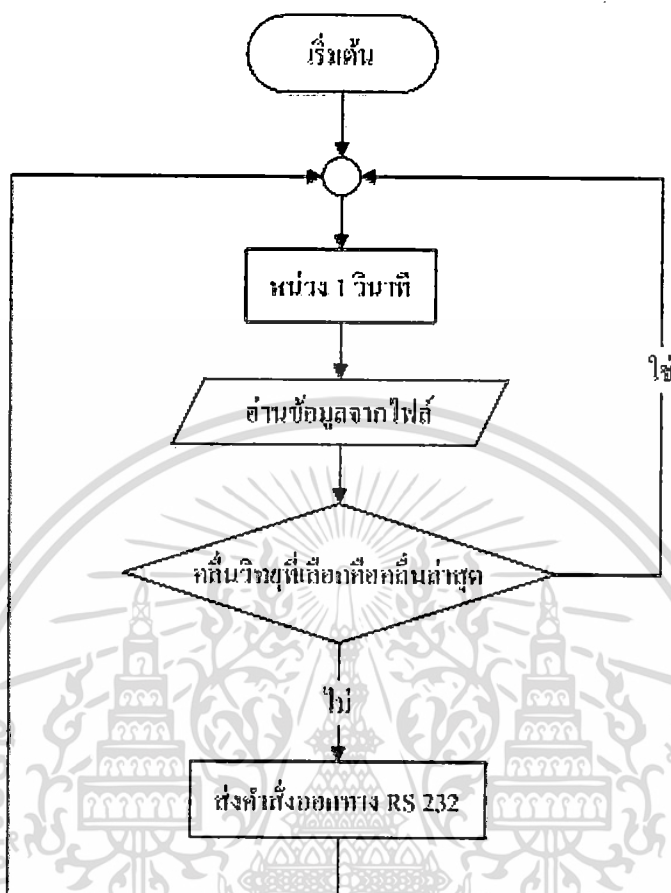 เริ่มต้น
หน่วง 1 วินาที
ใช่
อ่านข้อมูลจากไฟล์
คลื่นวิทยุที่เลือกคือคลื่นล่าสุด
ไม่
ส่งคำสั่งออกทาง RS 232